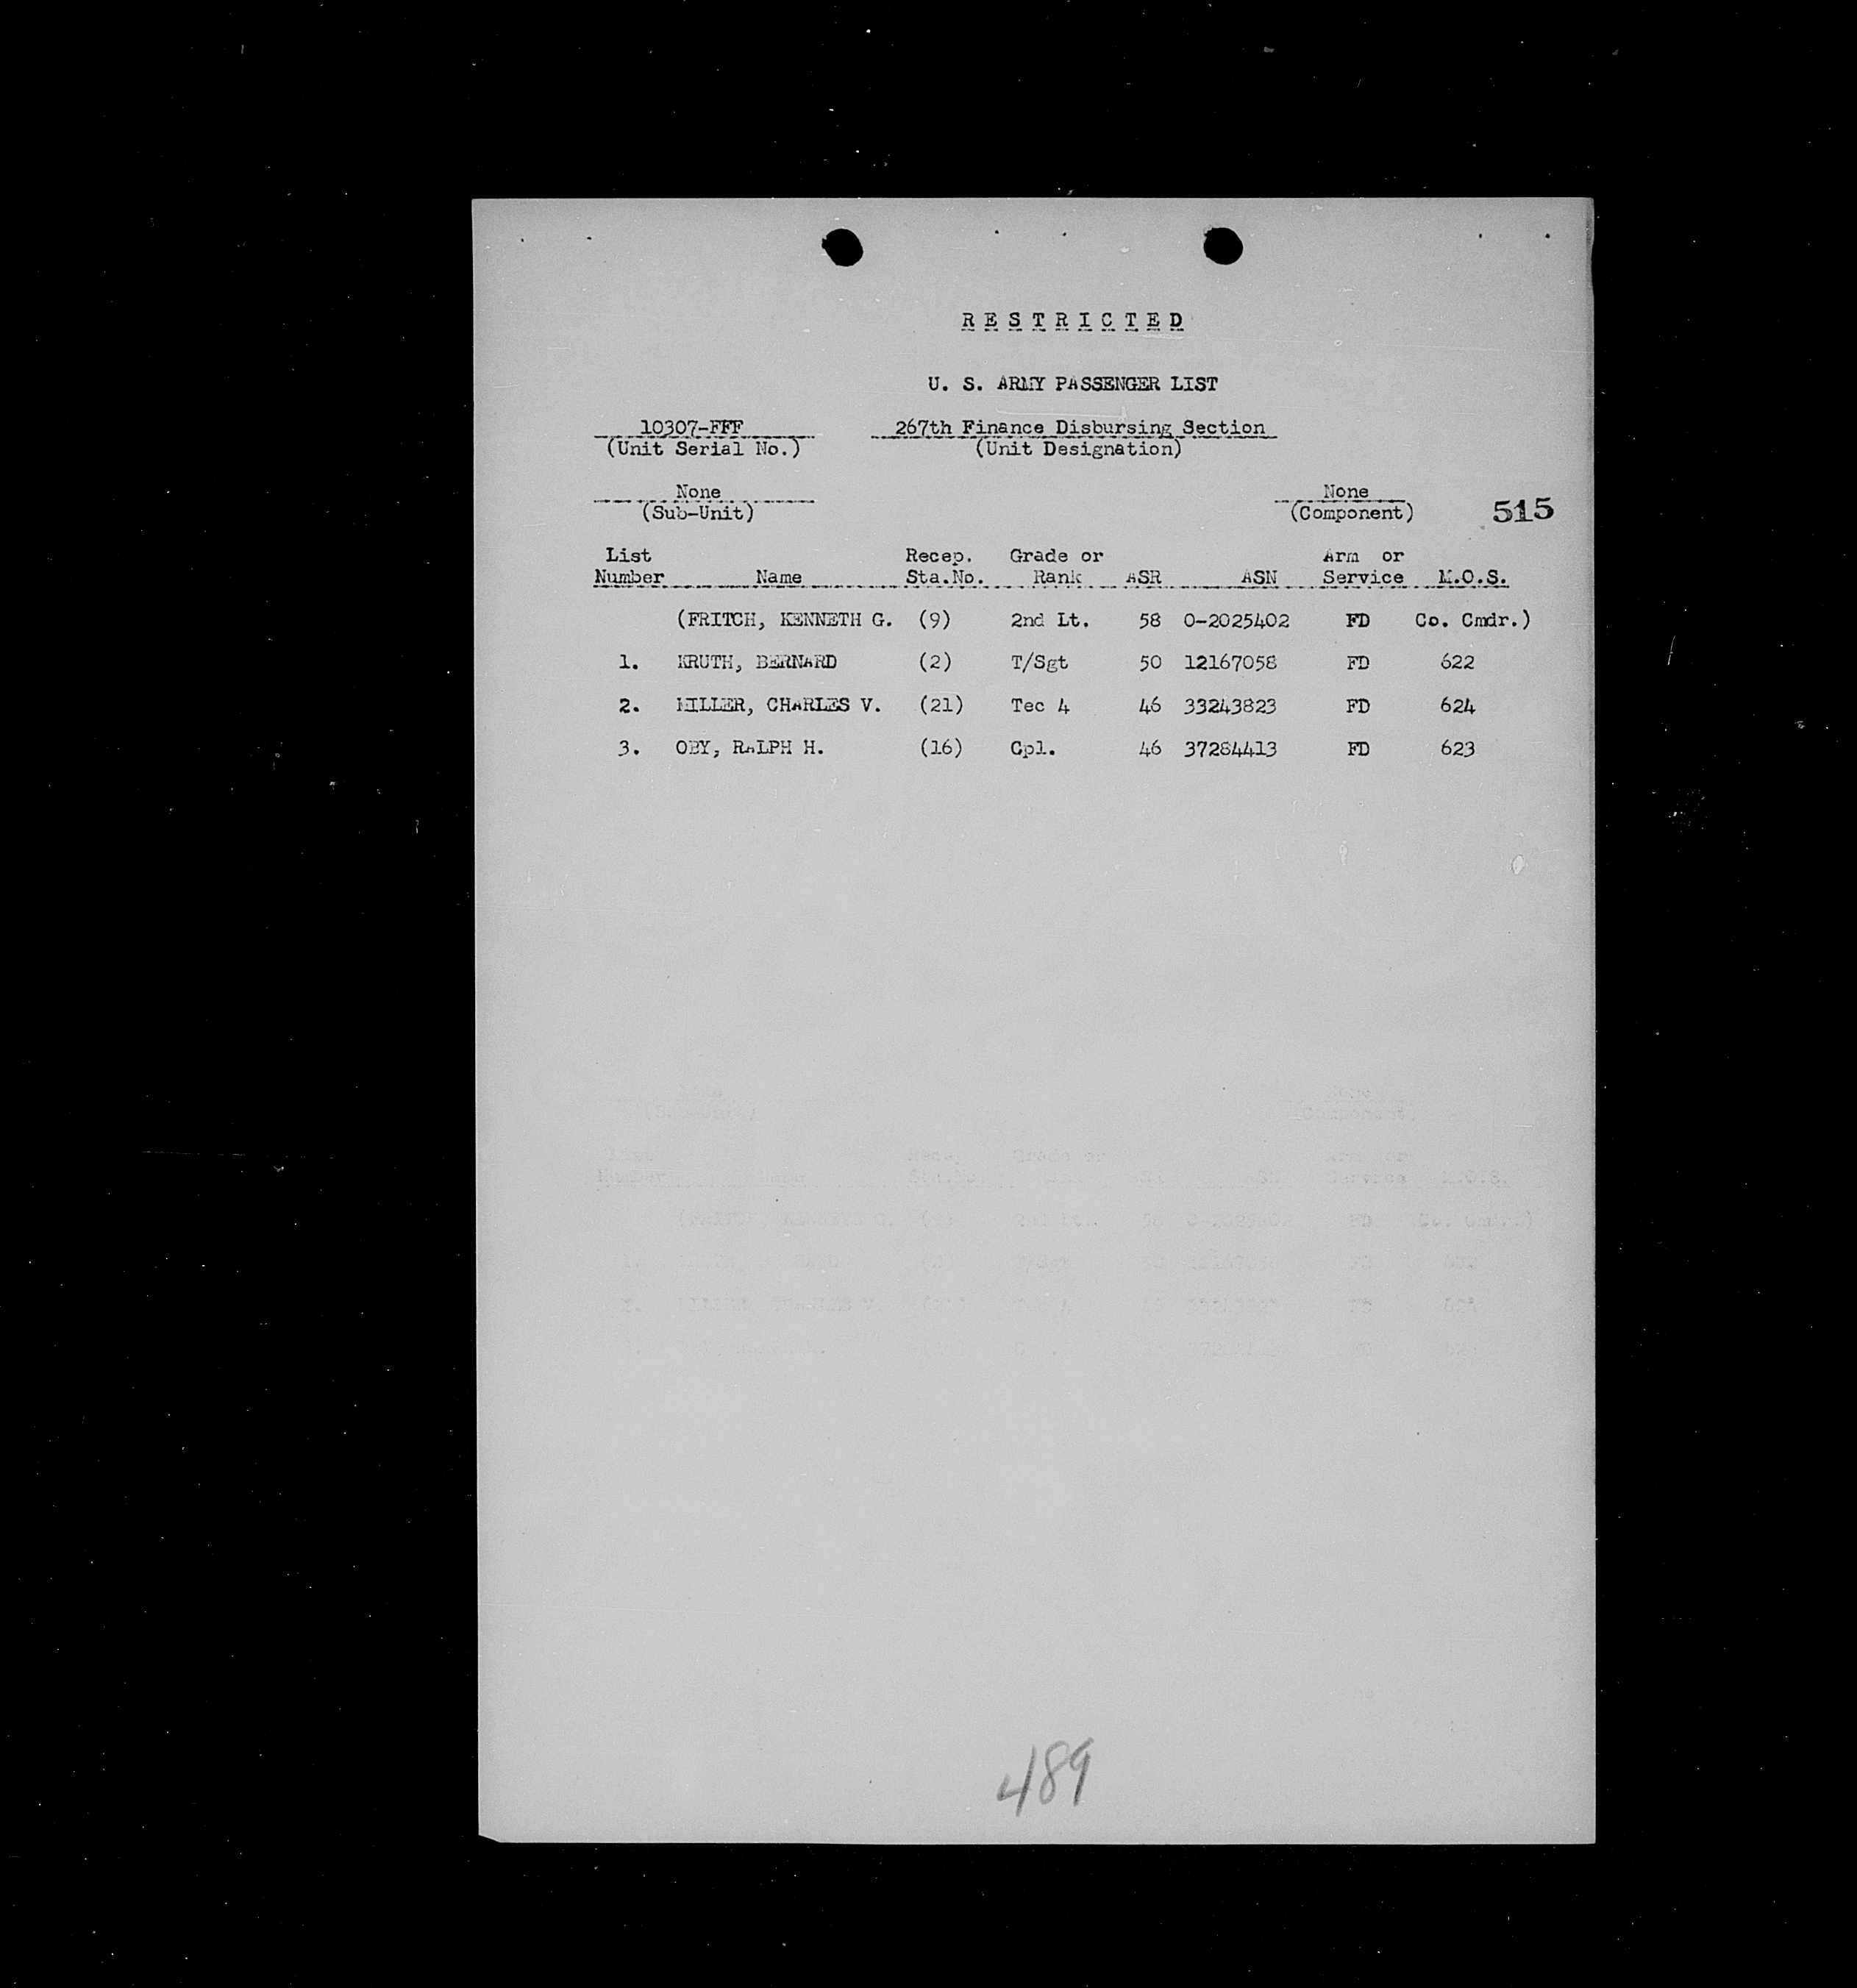 R E S T R I C T E D
U. S. ARMY PASSENGER LIST
10307-FFF 267th Finance Disbursing Section
(Unit Serial No.) (Unit Designation)
None None
(Sub-Unit) (Component) 515
List Recep. Grade or Arm or
Number Name Sta.No. Rank ASR ASN Service M.O.S.
(FRITCH, KENNETH G. (9) 2nd Lt. 58 O-2025402 FD Co. Cmdr.)
1. KRUTH, BERNARD (2) T/Sgt 50 12167058 FD 622
2. MILLER, CHARLES V. (21) Tec 4 46 33243823 FD 624
3. OBY, RALPH H. (16) Cpl. 46 37284413 FD 623
489